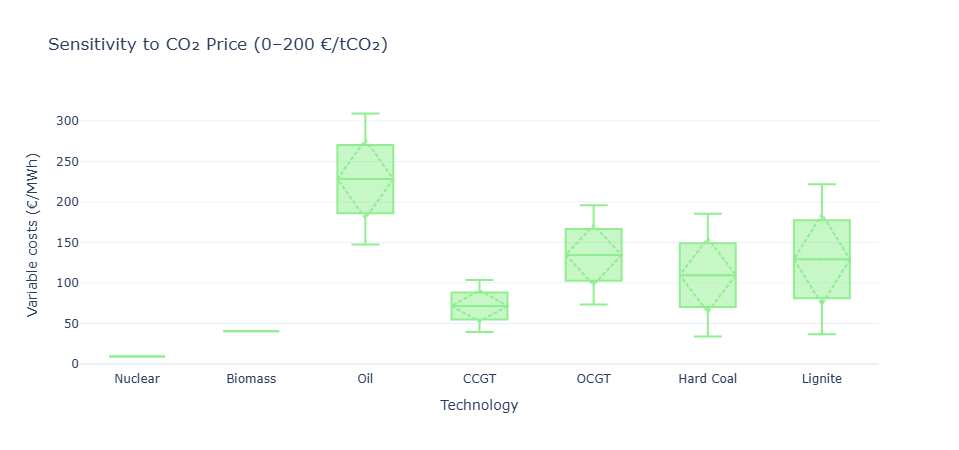 Sensitivity to CO₂ Price (0–200 €/tCO₂)
Variable costs (€/MWh)
300
250
200
150
100
50
0
Nuclear Biomass Oil CCGT OCGT Hard Coal Lignite
Technology